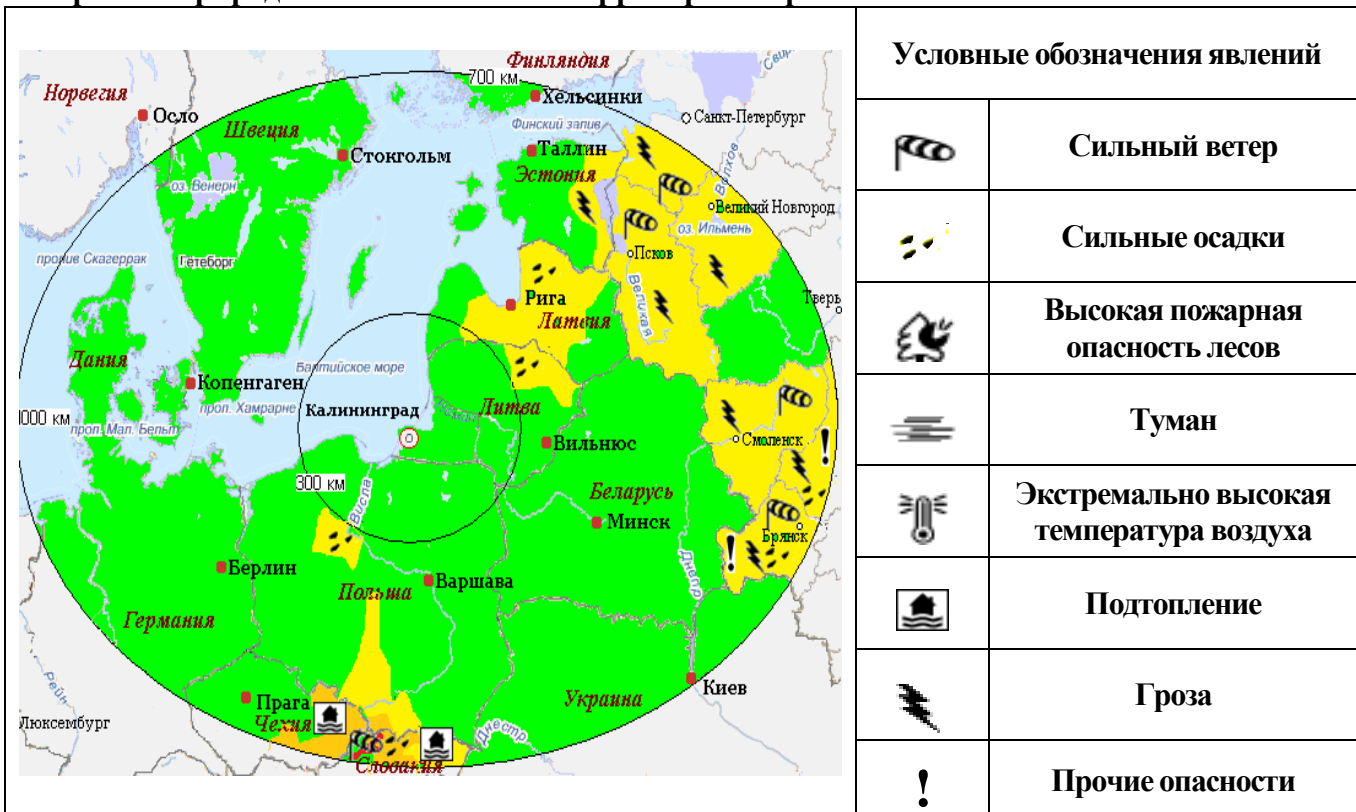 Условные обозначения явлений
Сильный ветер
Сильные осадки
Высокая пожарная
опасность лесов
Туман
Экстремально высокая
температура воздуха
Подтопление
Гроза
!
Прочие опасности
Финляндия
700 км
Норвегия
Хельсинки
Осло
Санкт-Петербург
Финский залив
Швеция
Стокгольм
Таллин
Эстония
Волхов
оз. Венерн
Великий Новгород
оз. Ильмень
Псков
пролив Скагеррак
Гётеборг
Великая
Рига
Тверь
Латвия
Дания
Балтийское море
Копенгаген
Калининград
Литва
1000 км
прол. Хамрарне
прол. Мал. Бельт
Вильнюс
Смоленск
!
300 км
Висла
Беларусь
Минск
Брянск
!
Днепр
Берлин
Варшава
Польша
Германия
Рейн
Прага
Чехия
Украина
Киев
Люксембург
Днестр
Словакия